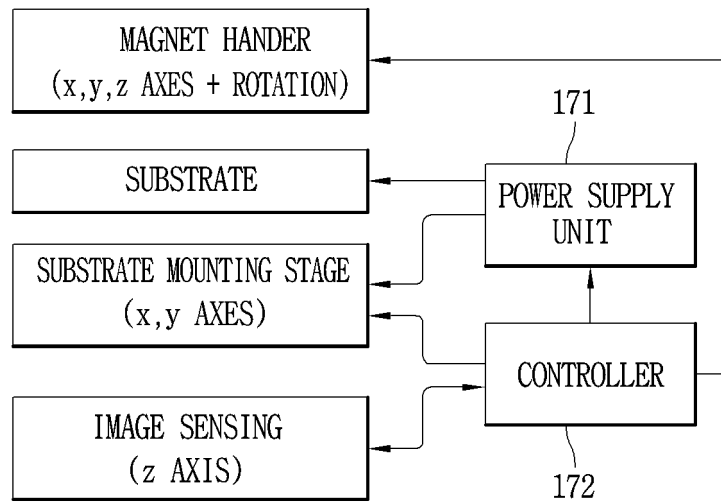 MAGNET HANDER
(x,y,z AXES + ROTATION)
171
SUBSTRATE
POWER SUPPLY
UNIT
SUBSTRATE MOUNTING STAGE
(x,y AXES)
CONTROLLER
IMAGE SENSING
(z AXIS)
172